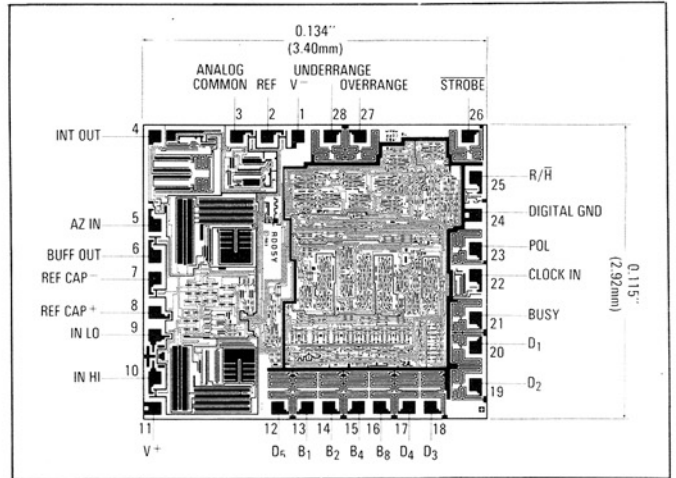 0.134"
(3.40mm)
ANALOG COMMON
REF
V⁻
UNDERRANGE
OVERRANGE
STROBE
3
2
1
28
27
26
4
INT OUT
25
R/H̅
5
AZ IN
24
DIGITAL GND
6
BUFF OUT
23
POL
7
REF CAP⁻
22
CLOCK IN
8
REF CAP⁺
21
BUSY
9
IN LO
20
D₁
10
IN HI
19
D₂
0.115"
(2.92mm)
11
V⁺
12
13
14
15
16
17
18
D₅
B₁
B₂
B₄
B₈
D₄
D₃